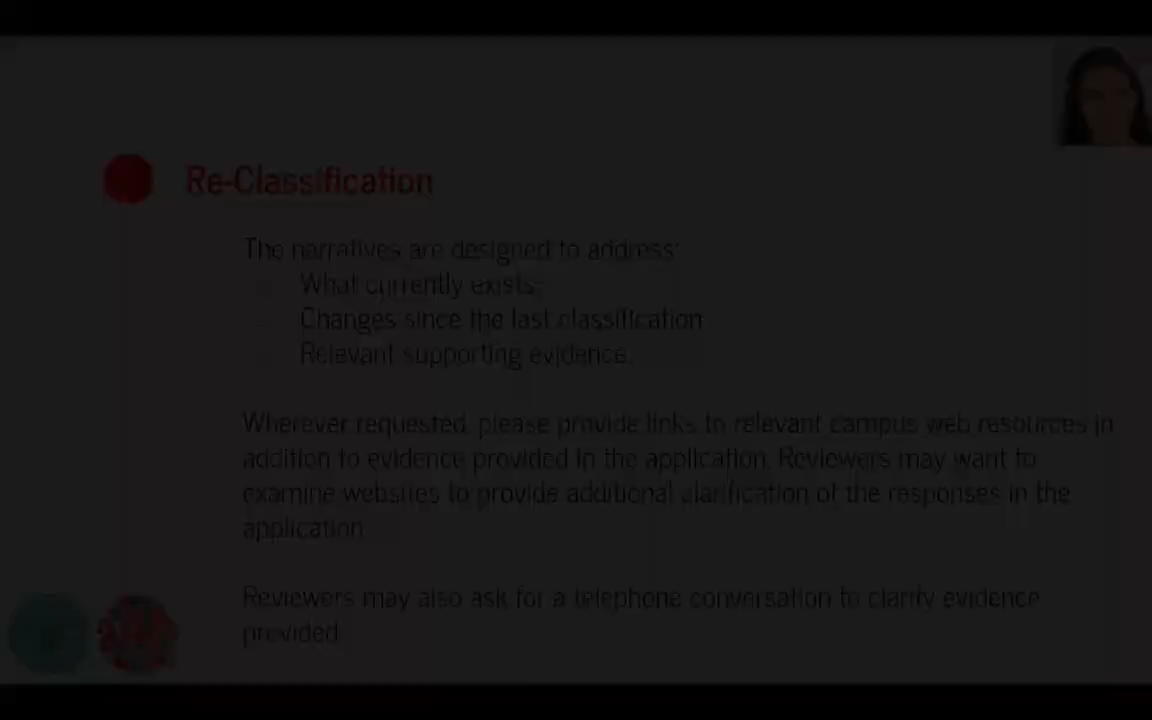 Re-Classification
The narratives are designed to address:
- What currently exists;
- Changes since the last classification
- Relevant supporting evidence.
Wherever requested, please provide links to relevant campus web resources in
addition to evidence provided in the application. Reviewers may want to
examine websites to provide additional clarification of the responses in the
application.
Reviewers may also ask for a telephone conversation to clarify evidence
provided.